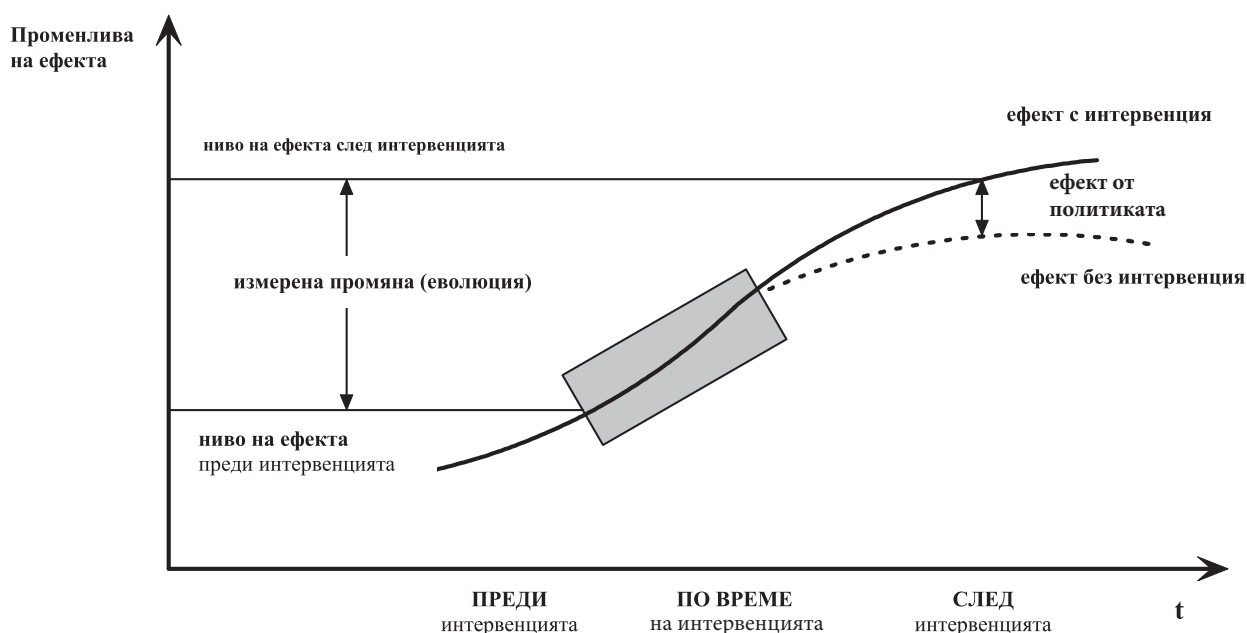 Променлива
на ефекта
ефект с интервенция
ниво на ефекта след интервенцията
ефект от
политиката
измерена промяна (еволюция)
ефект без интервенция
ниво на ефекта
преди интервенцията
ПРЕДИ
интервенцията
ПО ВРЕМЕ
на интервенцията
СЛЕД
интервенцията
t